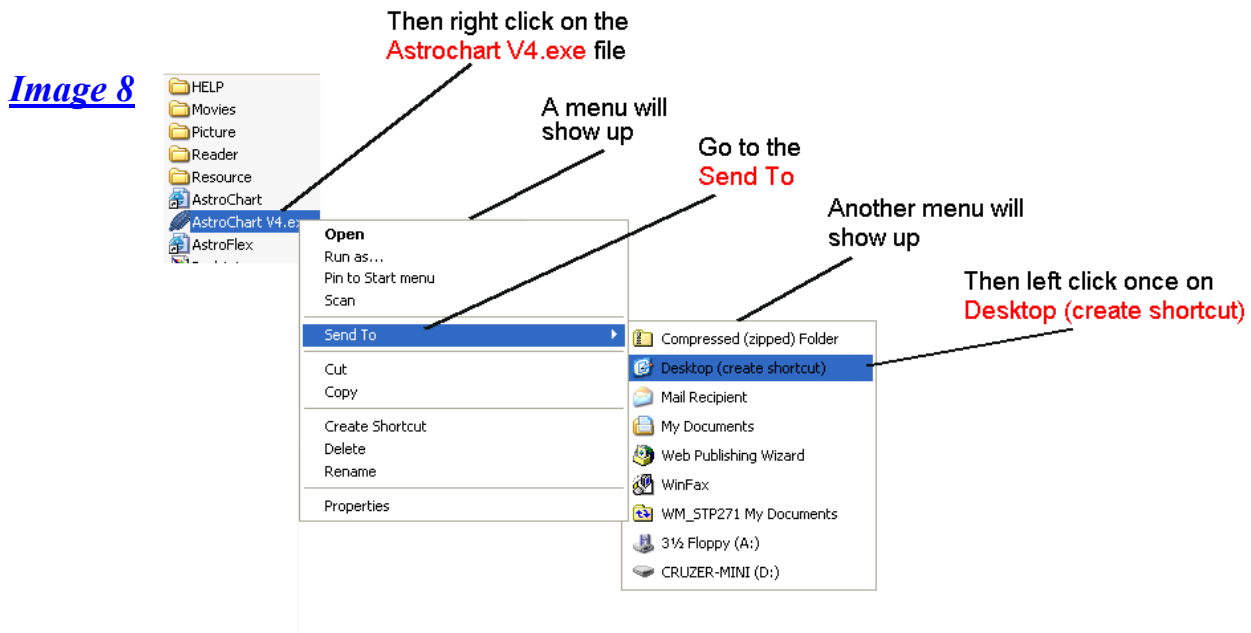 Then right click on the
Astrochart V4.exe file
Image 8
HELP
Movies
Picture
Reader
Resource
AstroChart
AstroChart V4.ex
AstroFlex
A menu will
show up
Go to the
Send To
Another menu will
show up
Then left click once on
Desktop (create shortcut)
Open
Run as...
Pin to Start menu
Scan
Send To
Cut
Copy
Create Shortcut
Delete
Rename
Properties
Compressed (zipped) Folder
Desktop (create shortcut)
Mail Recipient
My Documents
Web Publishing Wizard
WinFax
WM_STP271 My Documents
3½ Floppy (A:)
CRUZER-MINI (D:)